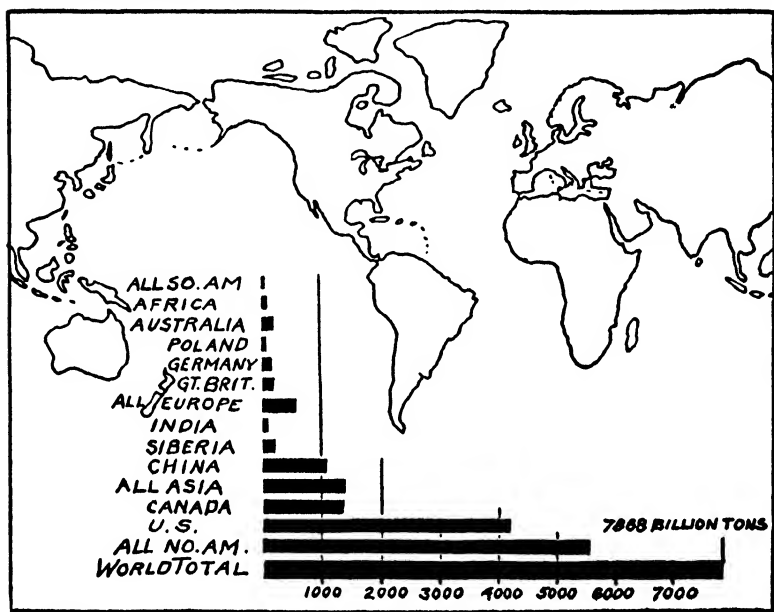 ALL SO. AM
AFRICA
AUSTRALIA
POLAND
GERMANY
GT. BRIT.
ALL EUROPE
INDIA
SIBERIA
CHINA
ALL ASIA
CANADA
U.S.
7868 BILLION TONS
ALL NO. AM.
WORLD TOTAL
1000 2000 3000 4000 5000 6000 7000